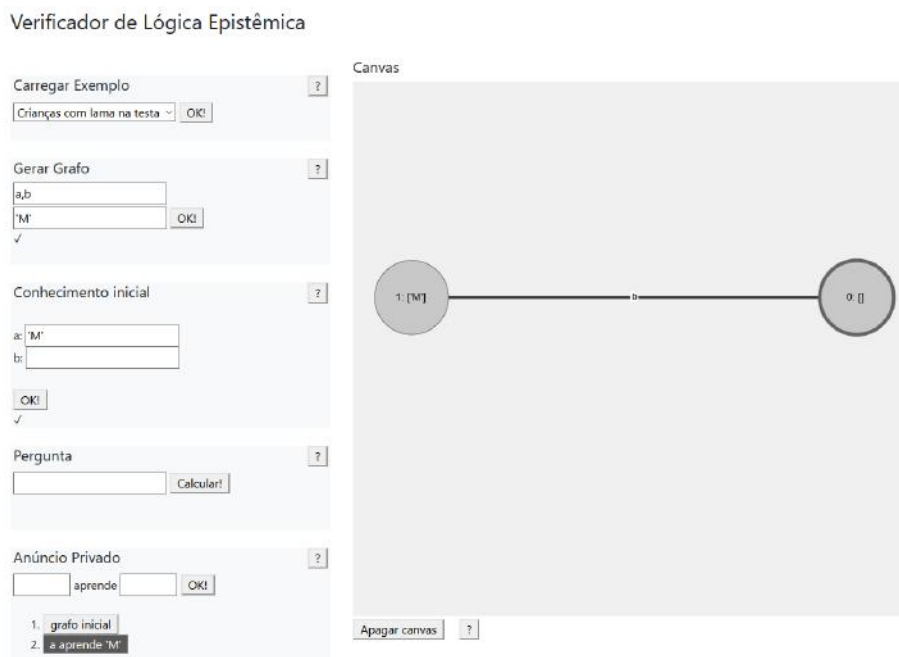 Verificador de Lógica Epistêmica
Carregar Exemplo
?
Crianças com lama na testa
OK!
Gerar Grafo
?
a,b
'M'
OK!
✓
Conhecimento inicial
?
a: 'M'
b:
OK!
✓
Pergunta
?
Calcular!
Anúncio Privado
?
aprende
OK!
1. grafo inicial
2. a aprende 'M'
Canvas
1: ['M']
b
0: []
Apagar canvas
?